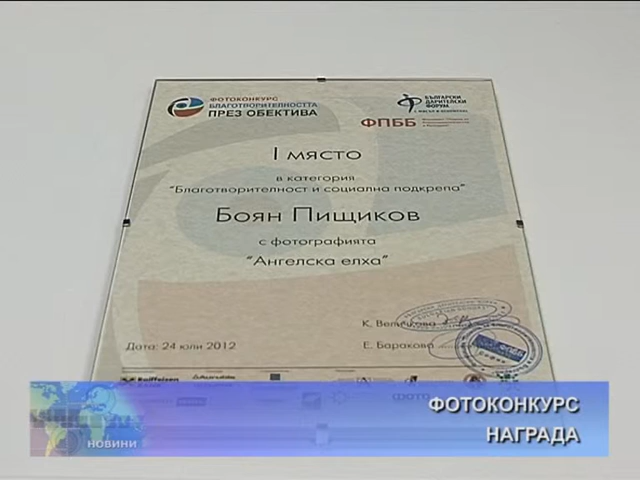 ФОТОКОНКУРС
БЛАГОТВОРИТЕЛНОСТТА
ПРЕЗ ОБЕКТИВА
БЪЛГАРСКИ
ДАРИТЕЛСКИ
ФОРУМ
ФПББ
I МЯСТО
в категория
"Благотворителност и социална подкрепа"
Боян Пищиков
с фотографията
"Ангелска елха"
К. Величкова
Е. Баракова
Дата: 24 юли 2012
Raiffeisen
ФОТОКОНКУРС
НАГРАДА
НОВИНИ